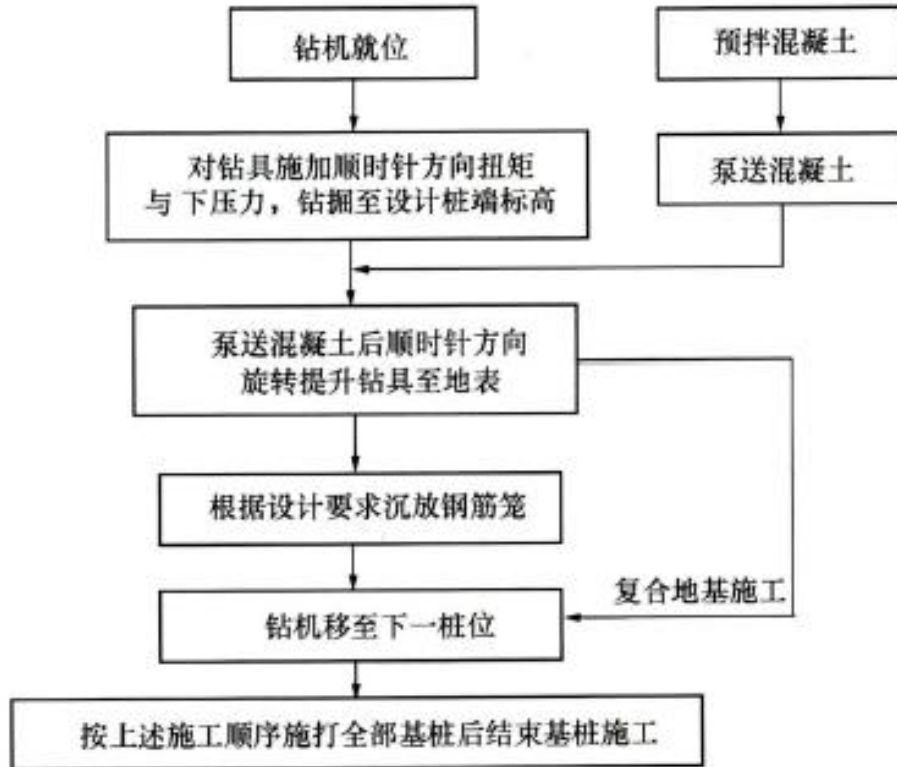 钻机就位
预拌混凝土
对钻具施加顺时针方向扭矩
与下压力，钻掘至设计桩端标高
泵送混凝土
泵送混凝土后顺时针方向
旋转提升钻具至地表
根据设计要求沉放钢筋笼
复合地基施工
钻机移至下一桩位
按上述施工顺序施打全部基桩后结束基桩施工